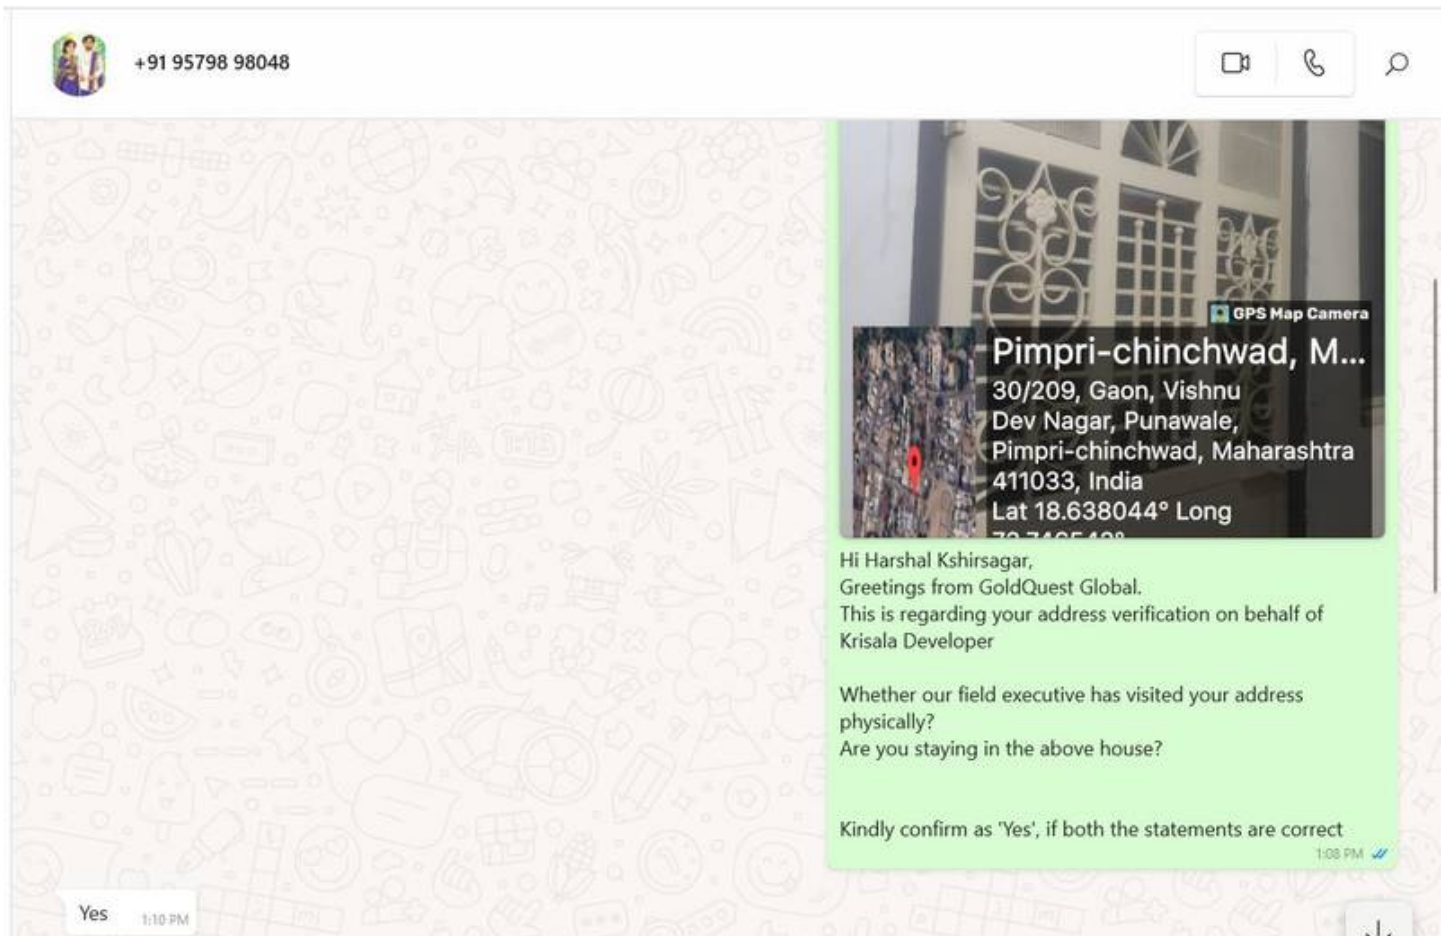 +91 95798 98048
GPS Map Camera
Pimpri-chinchwad, M...
30/209, Gaon, Vishnu
Dev Nagar, Punawale,
Pimpri-chinchwad, Maharashtra
411033, India
Lat 18.638044° Long
Hi Harshal Kshirsagar,
Greetings from GoldQuest Global.
This is regarding your address verification on behalf of
Krisala Developer
Whether our field executive has visited your address
physically?
Are you staying in the above house?
Kindly confirm as 'Yes', if both the statements are correct
1:08 PM
Yes 1:10 PM